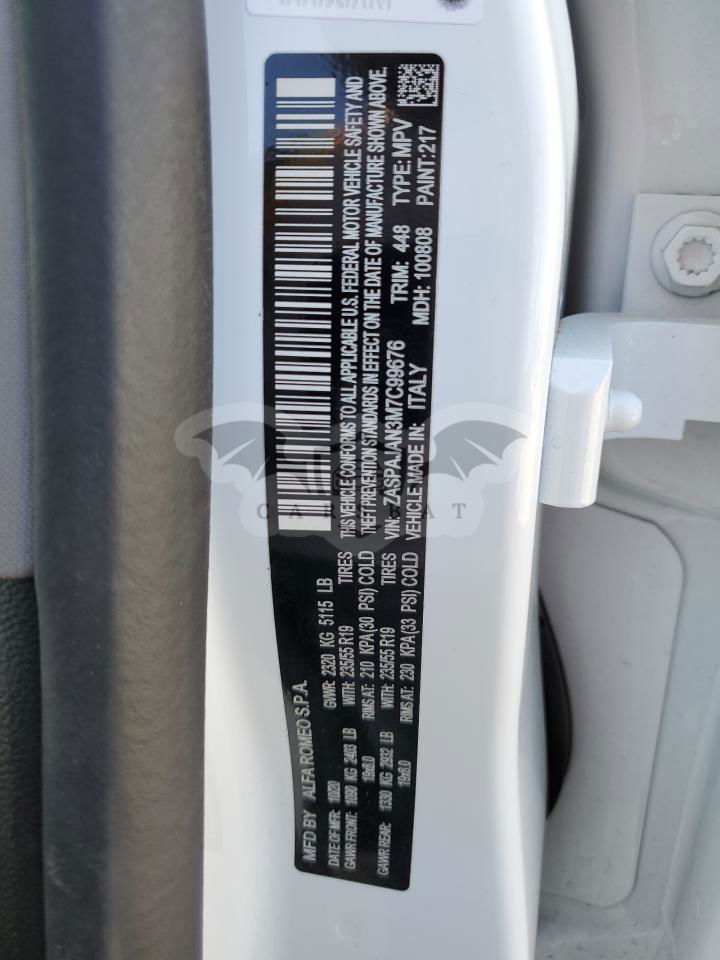 MFD BY ALFA ROMEO S.P.A.
DATE OF MFR: 10/20 GVWR: 2320 KG 5115 LB
GAWR FRONT: 1090 KG 2403 LB WITH: 235/55 R19 TIRES
19x8.0 RIMS AT: 210 KPA(30 PSI) COLD
GAWR REAR: 1330 KG 2932 LB WITH: 235/55 R19 TIRES
19x8.0 RIMS AT: 230 KPA(33 PSI) COLD
THIS VEHICLE CONFORMS TO ALL APPLICABLE U.S. FEDERAL MOTOR VEHICLE SAFETY AND
THEFT PREVENTION STANDARDS IN EFFECT ON THE DATE OF MANUFACTURE SHOWN ABOVE.
VIN: ZASPAJAN3M7C99676 TRIM: 448 TYPE: MPV
VEHICLE MADE IN: ITALY MDH: 100808 PAINT: 217
CARCBAT